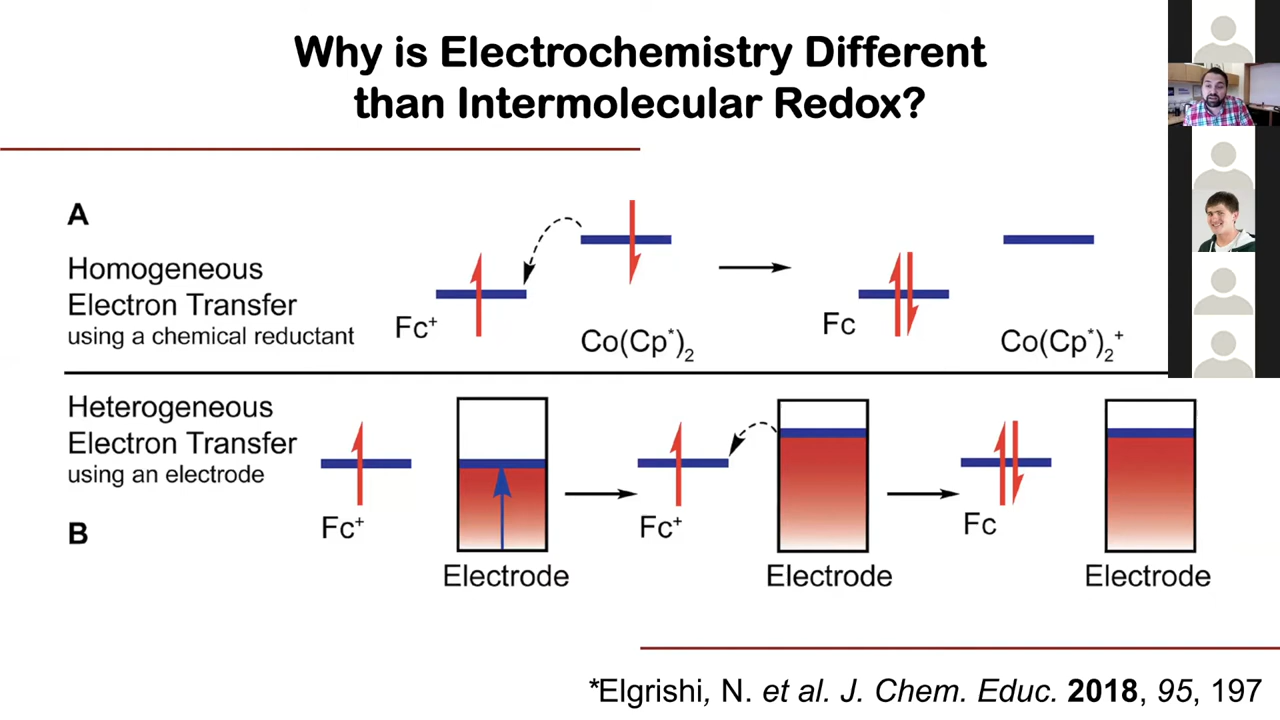 Why is Electrochemistry Different
than Intermolecular Redox?
A
Homogeneous
Electron Transfer
using a chemical reductant
Fc⁺
Co(Cp*)₂
Fc
Co(Cp*)₂⁺
Heterogeneous
Electron Transfer
using an electrode
B
Fc⁺
Electrode
Fc⁺
Electrode
Fc
Electrode
*Elgrishi, N. et al. J. Chem. Educ. 2018, 95, 197